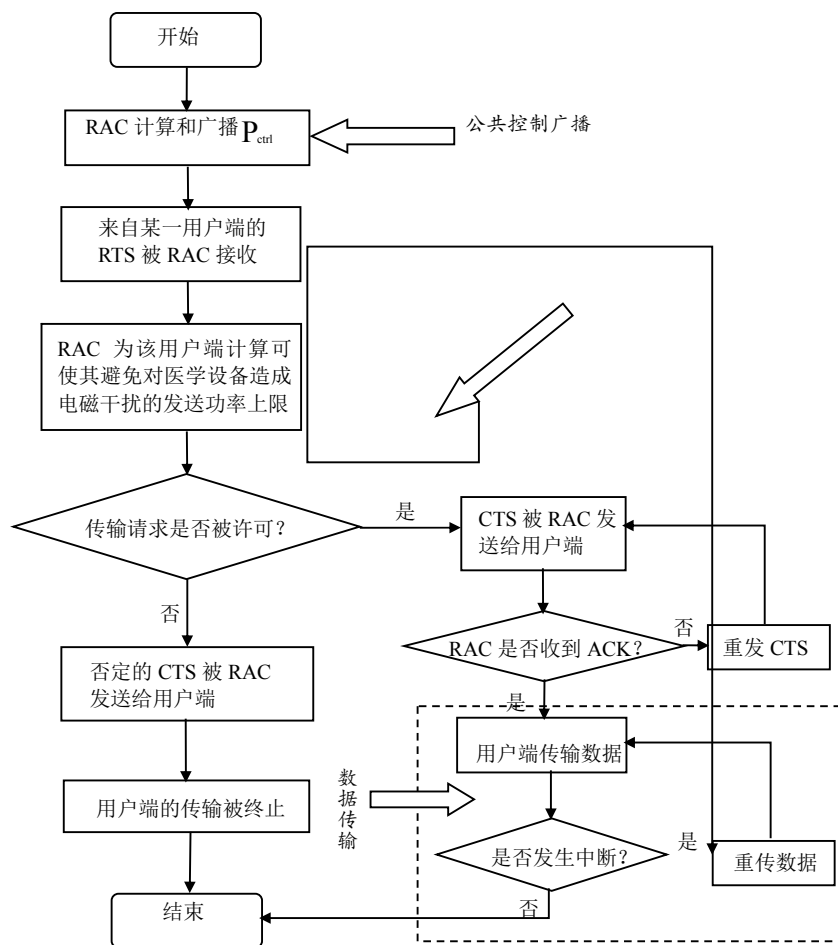 开始
RAC 计算和广播 Pctrl
公共控制广播
来自某一用户端的
RTS 被 RAC 接收
RAC 为该用户端计算可
使其避免对医学设备造成
电磁干扰的发送功率上限
传输请求是否被许可？
是
CTS 被 RAC 发
送给用户端
否
RAC 是否收到 ACK？
否
重发 CTS
否定的 CTS 被 RAC
发送给用户端
是
用户端传输数据
数
据
传
输
用户端的传输被终止
是否发生中断？
是
重传数据
否
结束